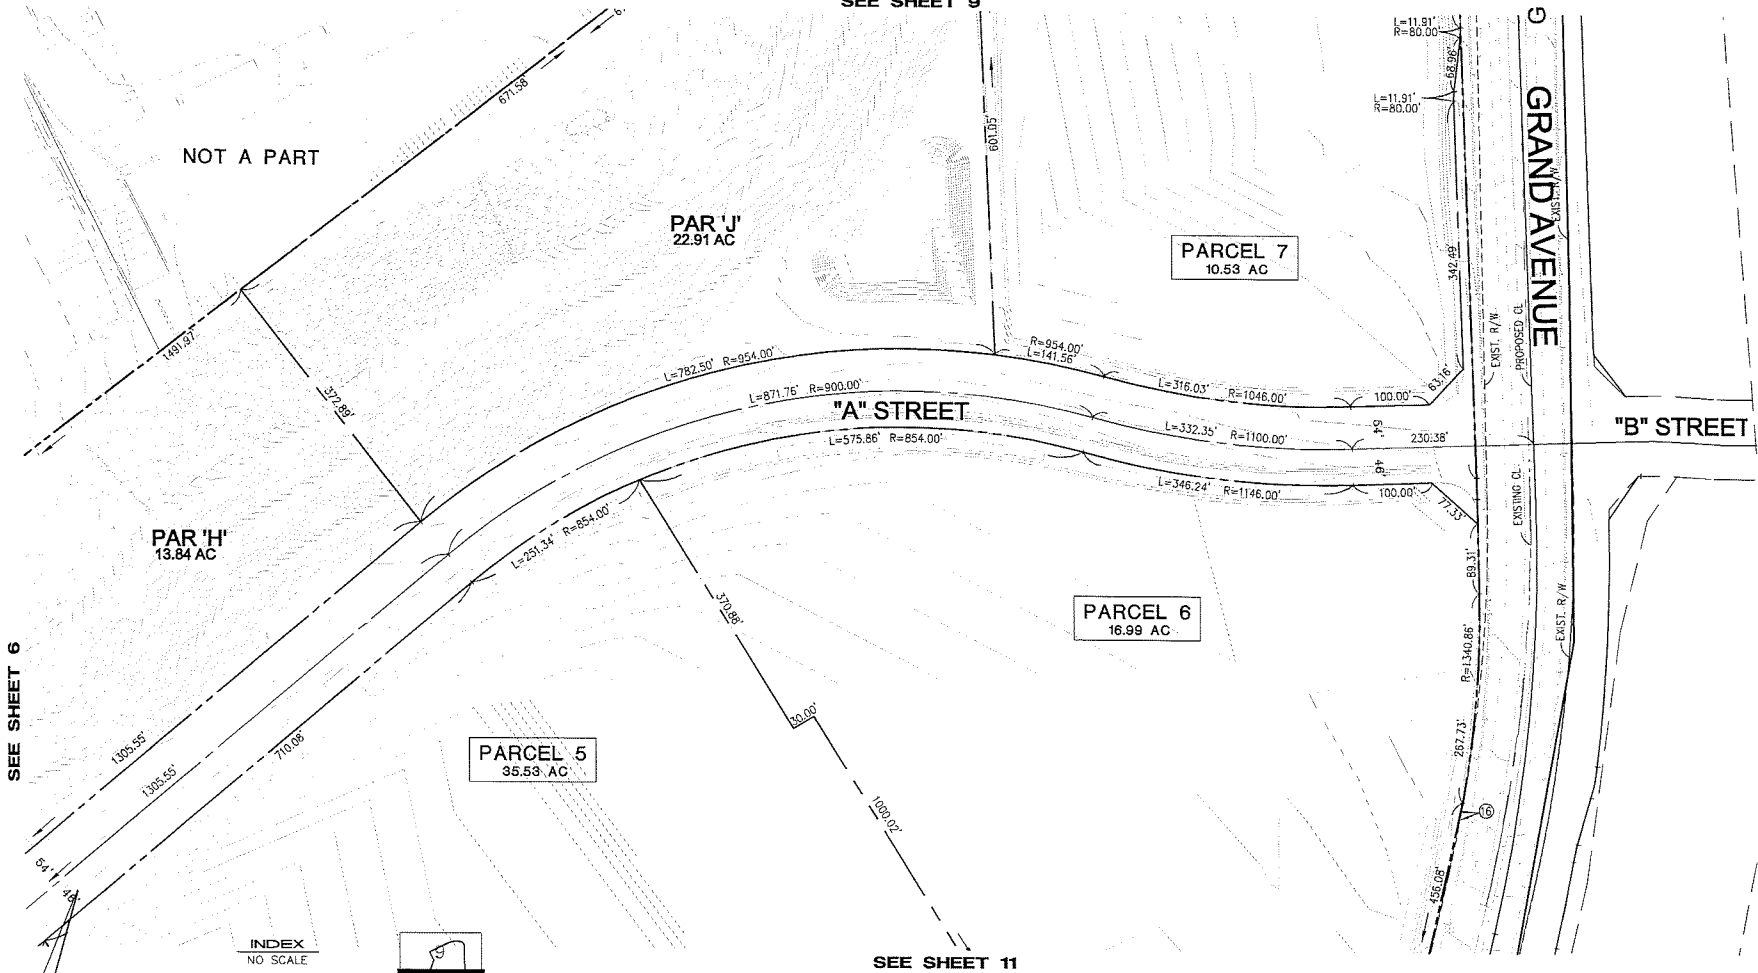 SEE SHEET 9
L=11.91'
R=80.00'
68.96'
L=11.91'
R=80.00'
G
671.58'
NOT A PART
601.05'
GRAND AVENUE
PAR 'J'
22.91 AC
PARCEL 7
10.53 AC
342.49'
EXIST. R/W
PROPOSED CL
1491.97'
372.89'
L=782.50' R=954.00'
R=954.00'
L=141.56'
L=316.03' R=1046.00'
100.00'
63.16'
L=871.76' R=900.00'
"A" STREET
L=575.86' R=854.00'
L=332.35' R=1100.00'
54'
230.38'
"B" STREET
46'
L=346.24' R=1146.00'
100.00'
77.33'
EXISTING CL
PAR 'H'
13.84 AC
L=251.34' R=854.00'
89.31'
370.88'
PARCEL 6
16.99 AC
EXIST. R/W
R=1340.86'
SEE SHEET 6
30.00'
267.73'
1305.55'
1305.55'
710.08'
PARCEL 5
35.53 AC
1000.02'
16
54'
46'
456.08'
INDEX
NO SCALE
SEE SHEET 11